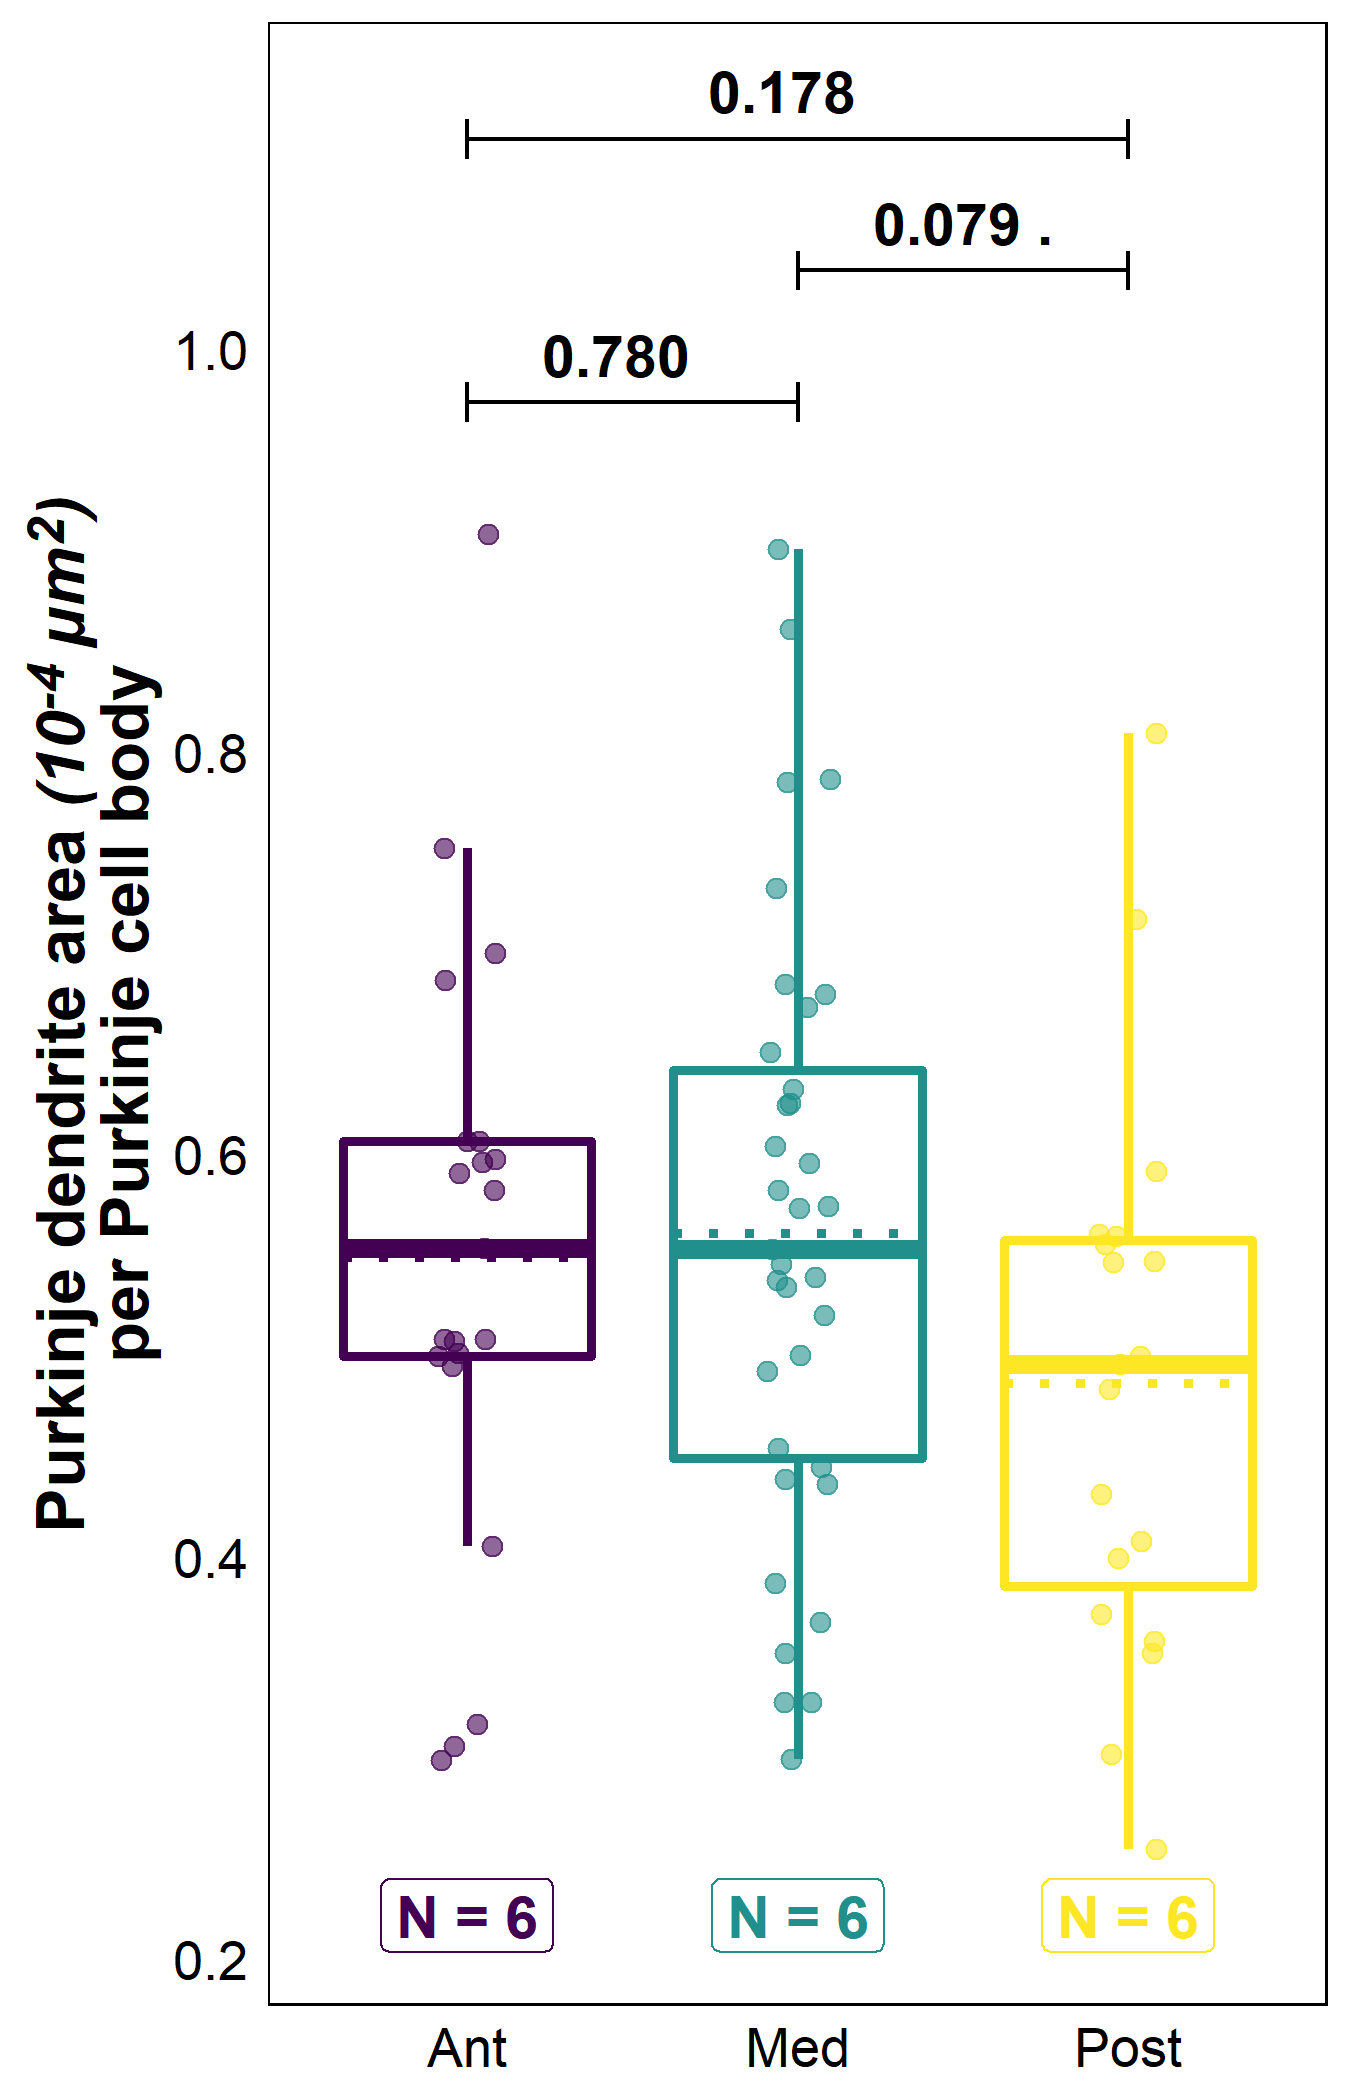 Purkinje dendrite area (10⁻⁴ µm²)
per Purkinje cell body
0.178
0.079 .
0.780
1.0
0.8
0.6
0.4
0.2
N = 6
N = 6
N = 6
Ant
Med
Post